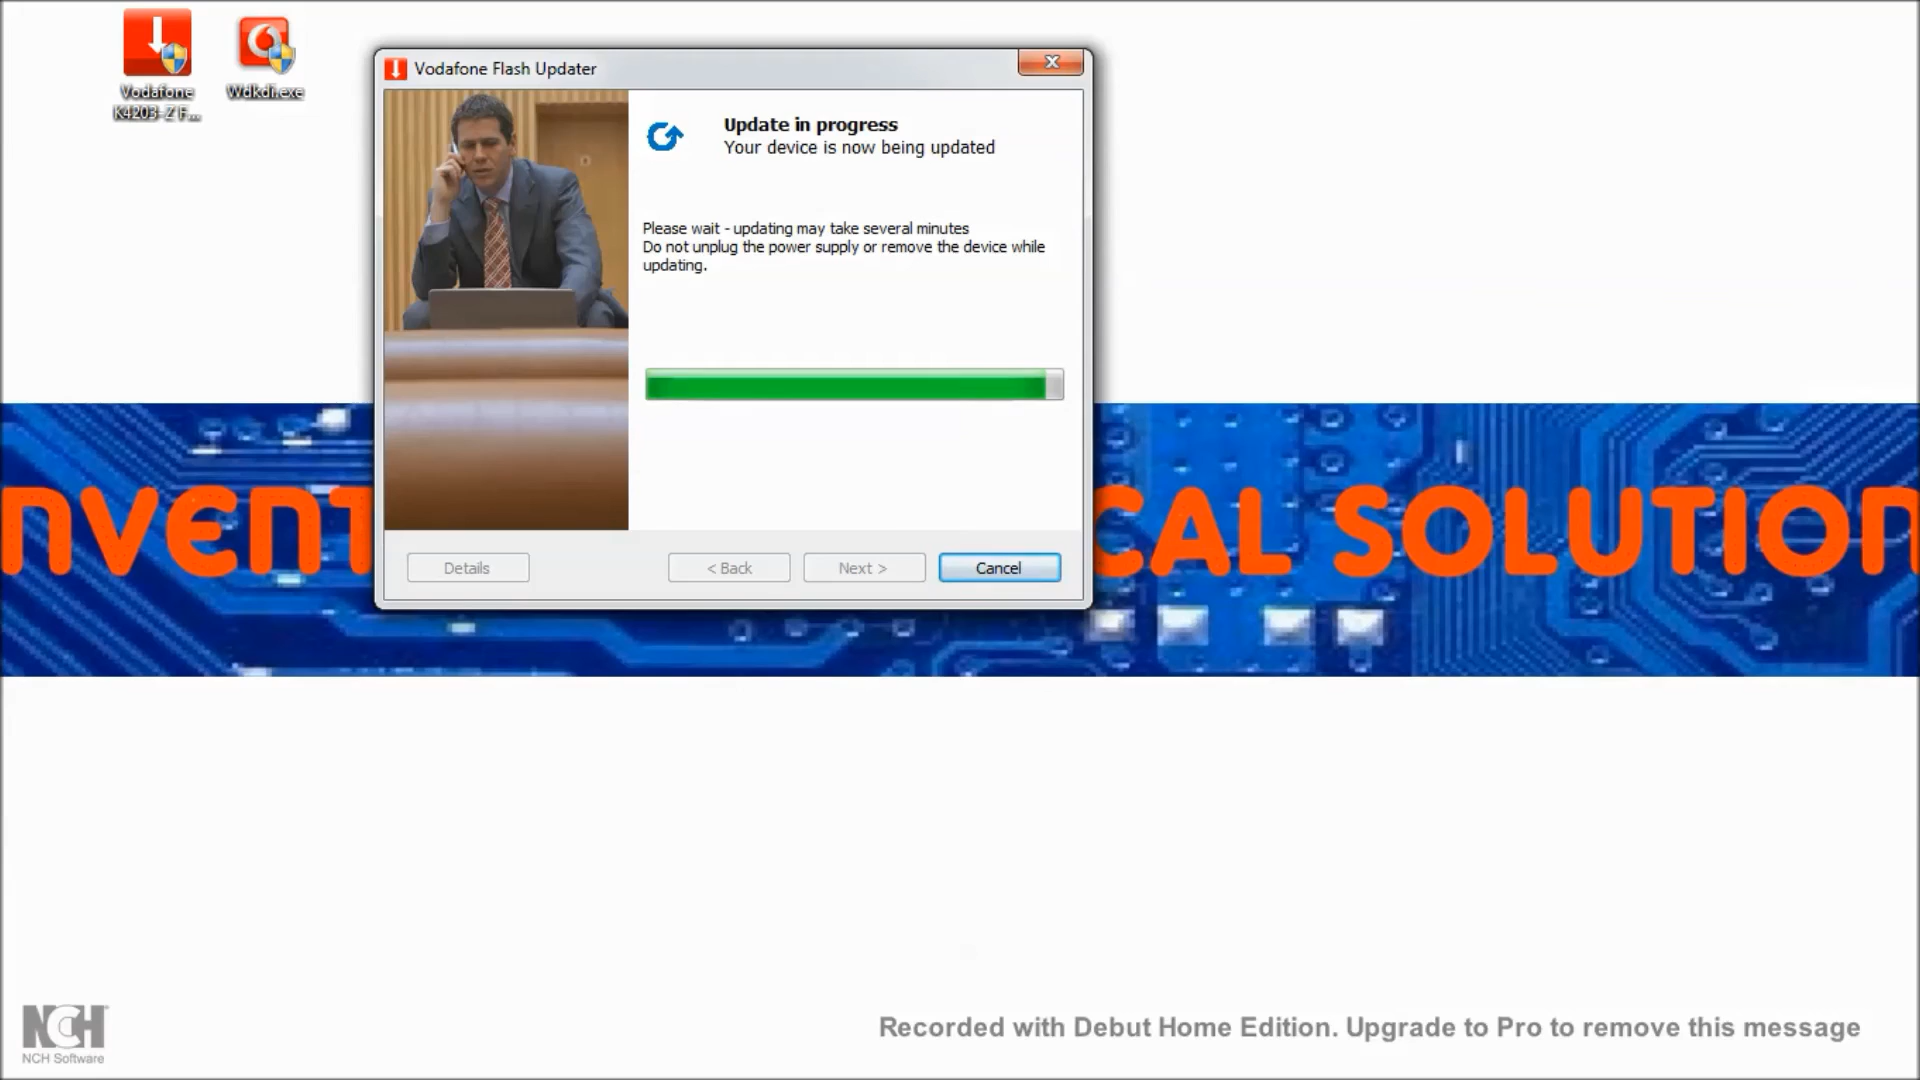 Vodafone
K4203-Z F...
Wdkdi.exe
Vodafone Flash Updater
Update in progress
Your device is now being updated
Please wait - updating may take several minutes
Do not unplug the power supply or remove the device while
updating.
Details
< Back
Next >
Cancel
NVENT
CAL SOLUTION
NCH
NCH Software
Recorded with Debut Home Edition. Upgrade to Pro to remove this message